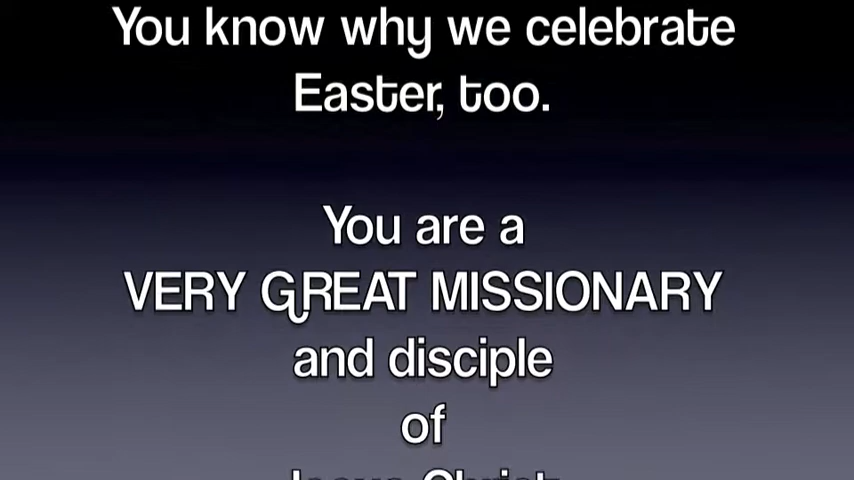 You know why we celebrate
Easter, too.
You are a
VERY GREAT MISSIONARY
and disciple
of
Jesus Christ